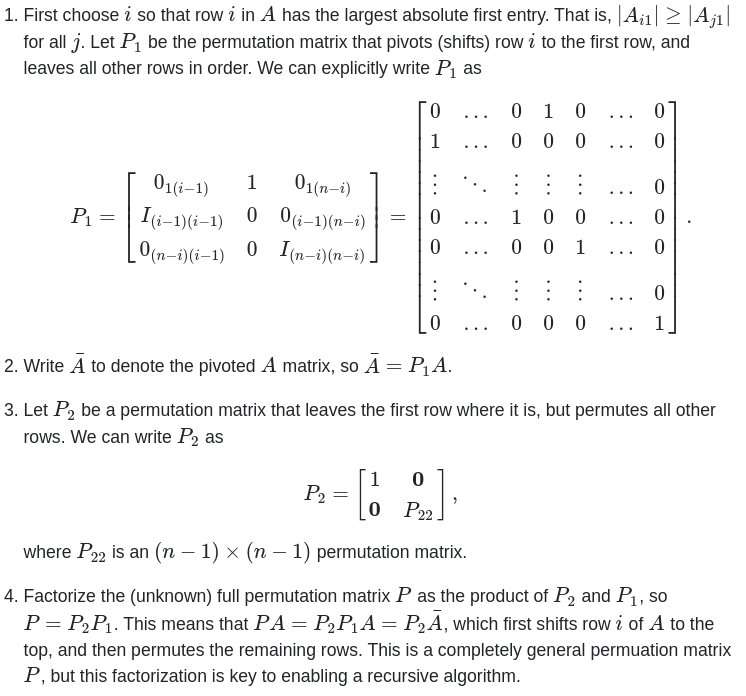 1. First choose i so that row i in A has the largest absolute first entry. That is, |A_{i1}| ≥ |A_{j1}|
for all j. Let P_1 be the permutation matrix that pivots (shifts) row i to the first row, and
leaves all other rows in order. We can explicitly write P_1 as
P_1 = \begin{bmatrix} 0_{1(i-1)} & 1 & 0_{1(n-i)} \\ I_{(i-1)(i-1)} & 0 & 0_{(i-1)(n-i)} \\ 0_{(n-i)(i-1)} & 0 & I_{(n-i)(n-i)} \end{bmatrix} = \begin{bmatrix} 0 & \dots & 0 & 1 & 0 & \dots & 0 \\ 1 & \dots & 0 & 0 & 0 & \dots & 0 \\ \vdots & \ddots & \vdots & \vdots & \vdots & \dots & 0 \\ 0 & \dots & 1 & 0 & 0 & \dots & 0 \\ 0 & \dots & 0 & 0 & 1 & \dots & 0 \\ \vdots & \ddots & \vdots & \vdots & \vdots & \dots & 0 \\ 0 & \dots & 0 & 0 & 0 & \dots & 1 \end{bmatrix}.
2. Write \bar{A} to denote the pivoted A matrix, so \bar{A} = P_1 A.
3. Let P_2 be a permutation matrix that leaves the first row where it is, but permutes all other
rows. We can write P_2 as
P_2 = \begin{bmatrix} 1 & \mathbf{0} \\ \mathbf{0} & P_{22} \end{bmatrix},
where P_{22} is an (n − 1) × (n − 1) permutation matrix.
4. Factorize the (unknown) full permutation matrix P as the product of P_2 and P_1, so
P = P_2 P_1. This means that PA = P_2 P_1 A = P_2 \bar{A}, which first shifts row i of A to the
top, and then permutes the remaining rows. This is a completely general permuation matrix
P, but this factorization is key to enabling a recursive algorithm.